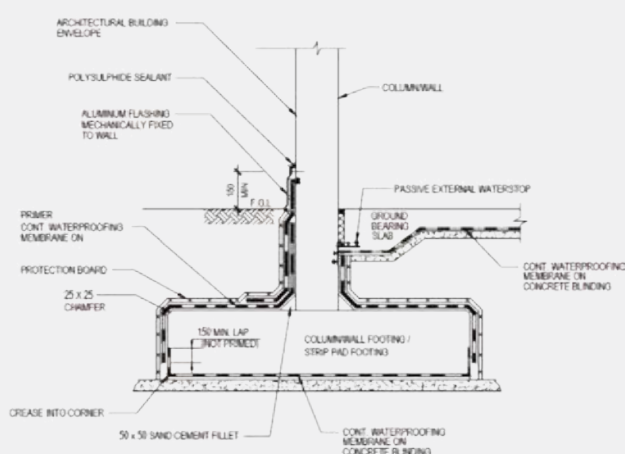 ARCHITECTURAL BUILDING
ENVELOPE
POLYSULPHIDE SEALANT
ALUMINUM FLASHING
MECHANICALLY FIXED
TO WALL
COLUMN/WALL
150
MIN
F.G.L
PASSIVE EXTERNAL WATERSTOP
PRIMER
CONT. WATERPROOFING
MEMBRANE ON
GROUND
BEARING
SLAB
PROTECTION BOARD
CONT. WATERPROOFING
MEMBRANE ON
CONCRETE BLINDING
25 X 25
CHAMFER
150 MIN. LAP
(NOT PRIMED)
COLUMN/WALL FOOTING /
STRIP PAD FOOTING
CREASE INTO CORNER
50 x 50 SAND CEMENT FILLET
CONT. WATERPROOFING
MEMBRANE ON
CONCRETE BLINDING